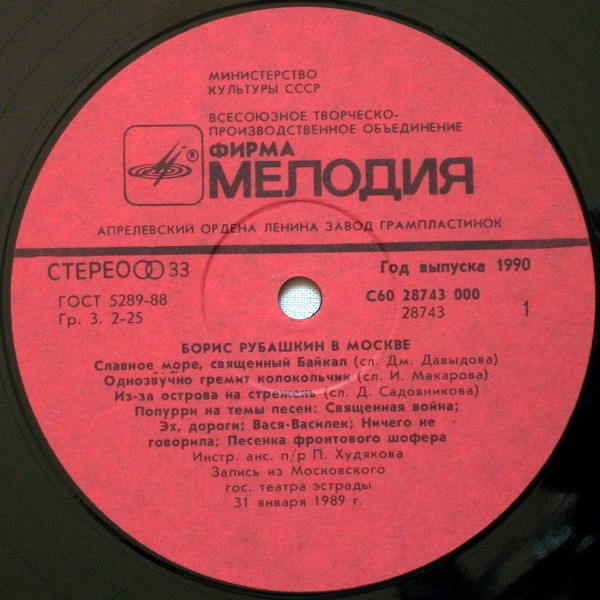 МИНИСТЕРСТВО
КУЛЬТУРЫ СССР
ВСЕСОЮЗНОЕ ТВОРЧЕСКО-
ПРОИЗВОДСТВЕННОЕ ОБЪЕДИНЕНИЕ
®
ФИРМА
МЕЛОДИЯ
АПРЕЛЕВСКИЙ ОРДЕНА ЛЕНИНА ЗАВОД ГРАМПЛАСТИНОК
СТЕРЕО 33
Год выпуска 1990
ГОСТ 5289-88
Гр. 3. 2-25
С60 28743 000
28743
1
БОРИС РУБАШКИН В МОСКВЕ
Славное море, священный Байкал (сл. Дм. Давыдова)
Однозвучно гремит колокольчик (сл. И. Макарова)
Из-за острова на стрежень (сл. Д. Садовникова)
Попурри на темы песен: Священная война;
Эх, дороги; Вася-Василек; Ничего не
говорила; Песенка фронтового шофера
Инстр. анс. п/р П. Худякова
Запись из Московского
гос. театра эстрады
31 января 1989 г.